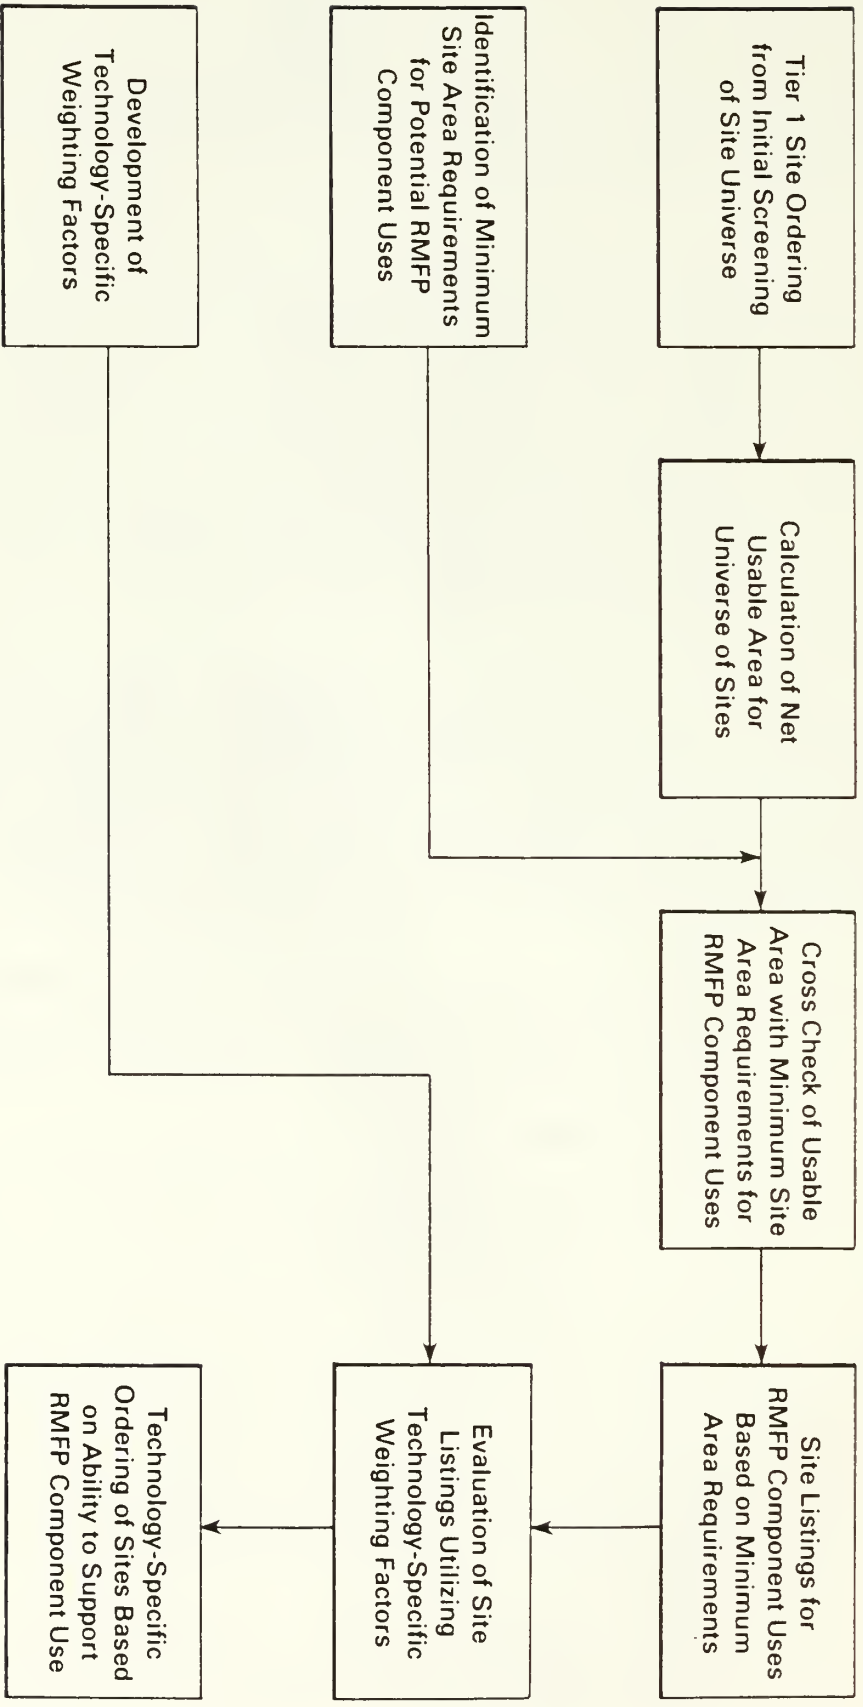 Tier 1 Site Ordering
from Initial Screening
of Site Universe
Calculation of Net
Usable Area for
Universe of Sites
Cross Check of Usable
Area with Minimum Site
Area Requirements for
RMFP Component Uses
Site Listings for
RMFP Component Uses
Based on Minimum
Area Requirements
Identification of Minimum
Site Area Requirements
for Potential RMFP
Component Uses
Evaluation of Site
Listings Utilizing
Technology-Specific
Weighting Factors
Development of
Technology-Specific
Weighting Factors
Technology-Specific
Ordering of Sites Based
on Ability to Support
RMFP Component Use